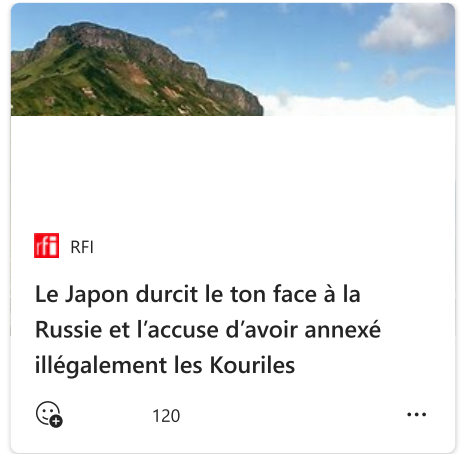 rfi RFI
Le Japon durcit le ton face à la
Russie et l’accuse d’avoir annexé
illégalement les Kouriles
120